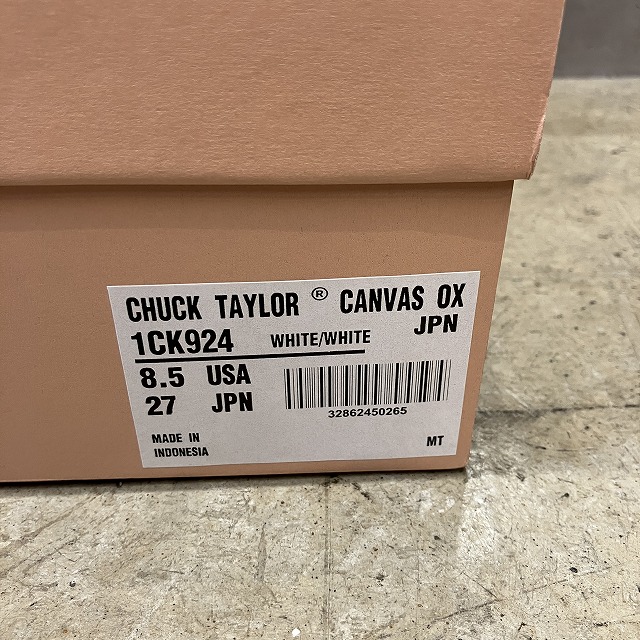 CHUCK TAYLOR ® CANVAS OX
JPN
1CK924 WHITE/WHITE
8.5 USA
27 JPN
32862450265
MADE IN
INDONESIA
MT